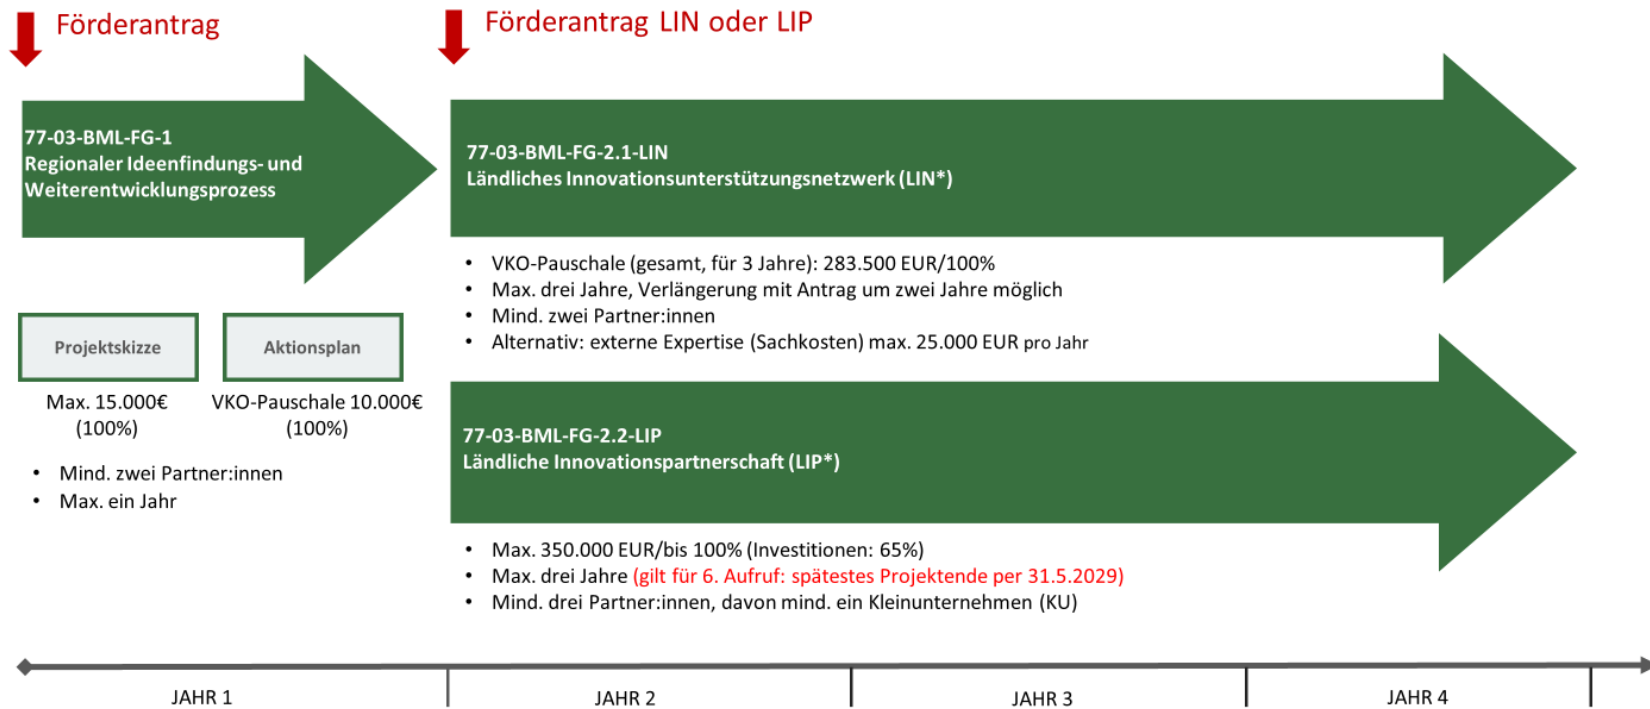 Förderantrag
77-03-BML-FG-1
Regionaler Ideenfindungs- und
Weiterentwicklungsprozess
Projektskizze
Aktionsplan
Max. 15.000€
(100%)
VKO-Pauschale 10.000€
(100%)
• Mind. zwei Partner:innen
• Max. ein Jahr
Förderantrag LIN oder LIP
77-03-BML-FG-2.1-LIN
Ländliches Innovationsunterstützungsnetzwerk (LIN*)
• VKO-Pauschale (gesamt, für 3 Jahre): 283.500 EUR/100%
• Max. drei Jahre, Verlängerung mit Antrag um zwei Jahre möglich
• Mind. zwei Partner:innen
• Alternativ: externe Expertise (Sachkosten) max. 25.000 EUR pro Jahr
77-03-BML-FG-2.2-LIP
Ländliche Innovationspartnerschaft (LIP*)
• Max. 350.000 EUR/bis 100% (Investitionen: 65%)
• Max. drei Jahre (gilt für 6. Aufruf: spätestes Projektende per 31.5.2029)
• Mind. drei Partner:innen, davon mind. ein Kleinunternehmen (KU)
JAHR 1
JAHR 2
JAHR 3
JAHR 4